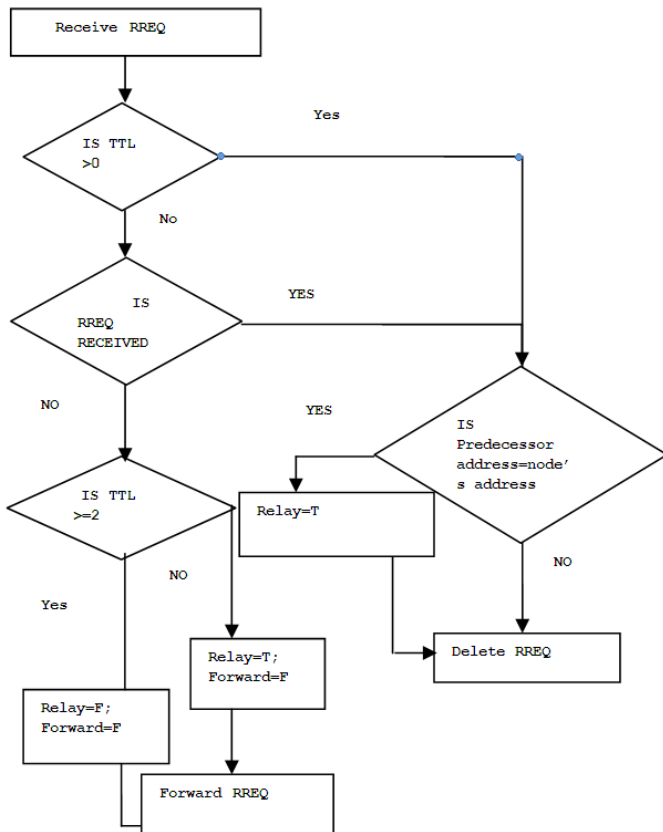 Receive RREQ
Yes
IS TTL
>0
No
IS
RREQ
RECEIVED
YES
NO
YES
IS
Predecessor
address=node'
s address
IS TTL
>=2
Relay=T
NO
NO
Yes
Relay=T;
Forward=F
Delete RREQ
Relay=F;
Forward=F
Forward RREQ